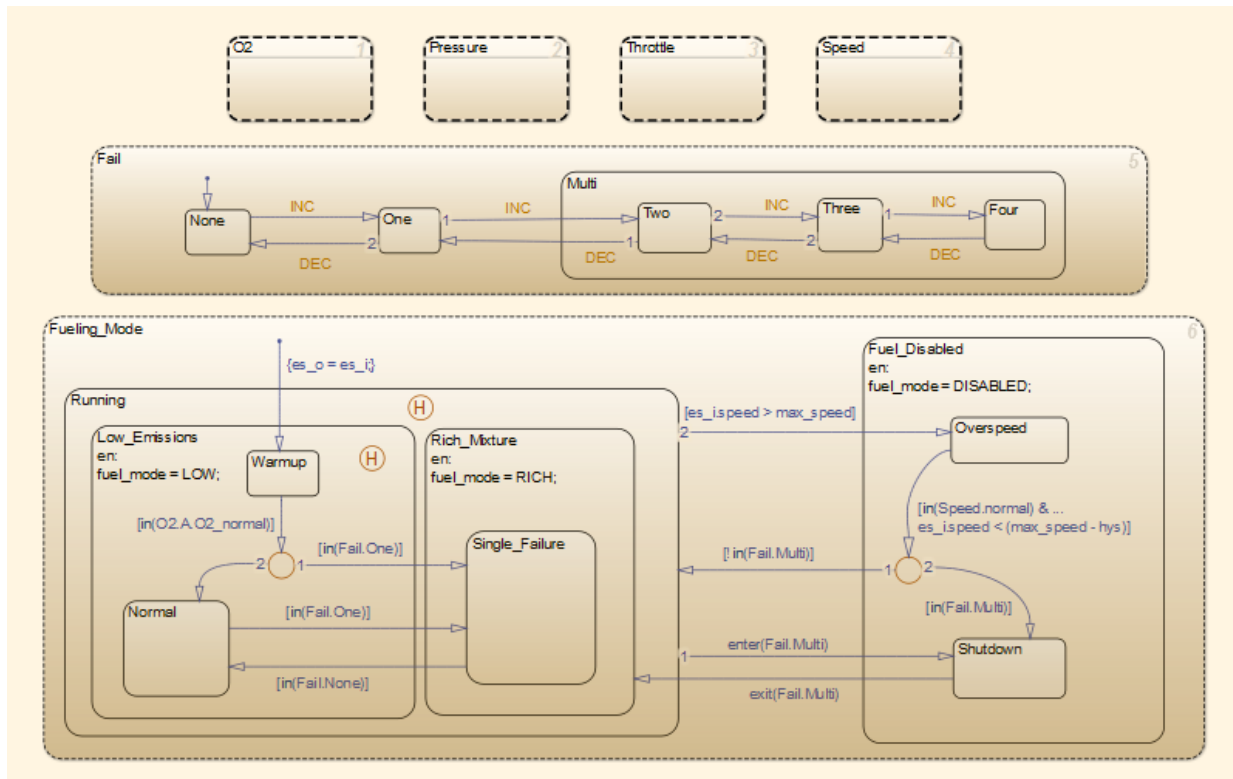 O2
1
Pressure
2
Throttle
3
Speed
4
Fail
5
Multi
None
INC
DEC
One
1
2
INC
DEC
Two
2
1
INC
DEC
Three
1
2
INC
DEC
Four
Fueling_Mode
6
{es_o = es_i;}
Running
H
Low_Emissions
en:
fuel_mode = LOW;
H
Warmup
[in(O2.A.O2_normal)]
2
1
[in(Fail.One)]
Normal
[in(Fail.One)]
[in(Fail.None)]
Rich_Mixture
en:
fuel_mode = RICH;
Single_Failure
[es_i.speed > max_speed]
2
[! in(Fail.Multi)]
1
enter(Fail.Multi)
exit(Fail.Multi)
Fuel_Disabled
en:
fuel_mode = DISABLED;
Overspeed
[in(Speed.normal) & ...
es_i.speed < (max_speed - hys)]
1
2
[in(Fail.Multi)]
Shutdown